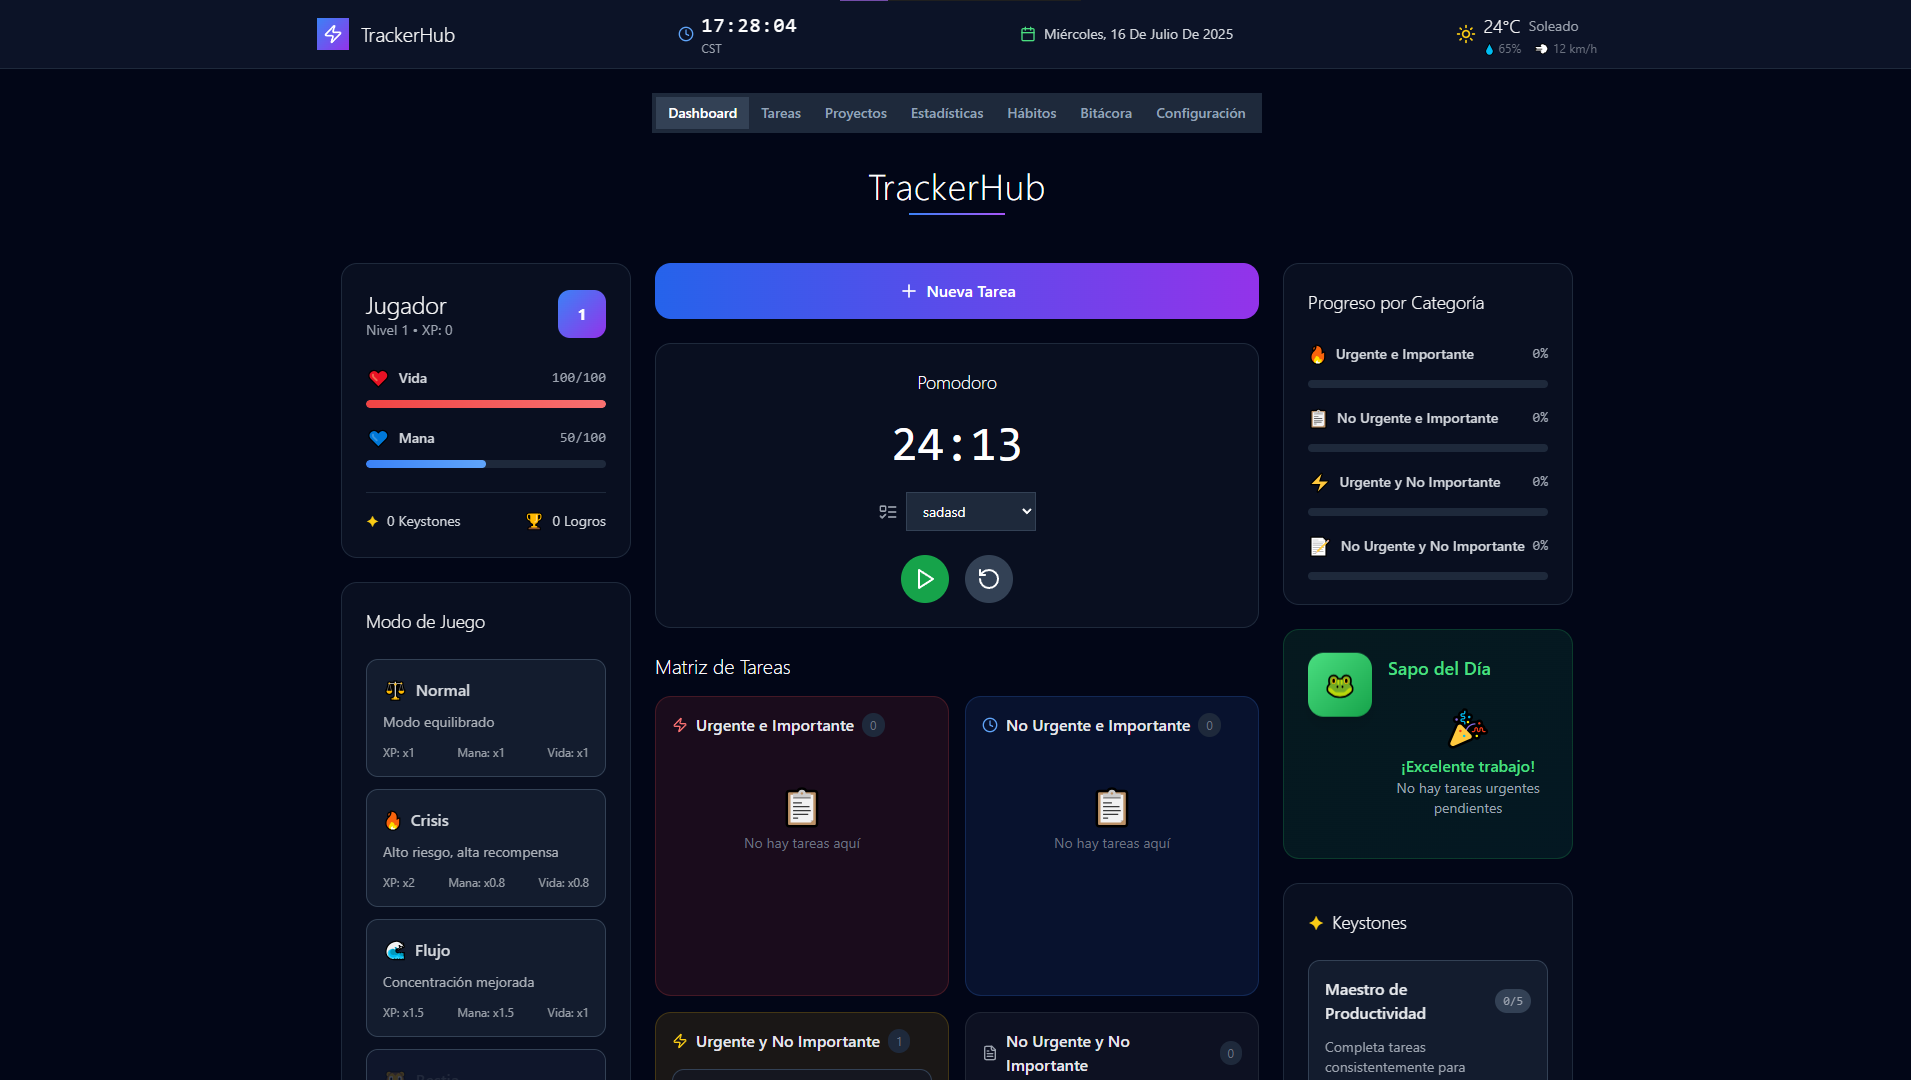 TrackerHub
17:28:04
CST
Miércoles, 16 De Julio De 2025
24°C Soleado
65% 12 km/h
Dashboard Tareas Proyectos Estadísticas Hábitos Bitácora Configuración
TrackerHub
Jugador
Nivel 1 • XP: 0
1
Vida 100/100
Mana 50/100
0 Keystones 0 Logros
Modo de Juego
Normal
Modo equilibrado
XP: x1 Mana: x1 Vida: x1
Crisis
Alto riesgo, alta recompensa
XP: x2 Mana: x0.8 Vida: x0.8
Flujo
Concentración mejorada
XP: x1.5 Mana: x1.5 Vida: x1
Nueva Tarea
Pomodoro
24:13
sadasd
Matriz de Tareas
Urgente e Importante 0
No hay tareas aquí
No Urgente e Importante 0
No hay tareas aquí
Urgente y No Importante 1
No Urgente y No
Importante 0
Progreso por Categoría
Urgente e Importante 0%
No Urgente e Importante 0%
Urgente y No Importante 0%
No Urgente y No Importante 0%
Sapo del Día
¡Excelente trabajo!
No hay tareas urgentes
pendientes
Keystones
Maestro de
Productividad
0/5
Completa tareas
consistentemente para